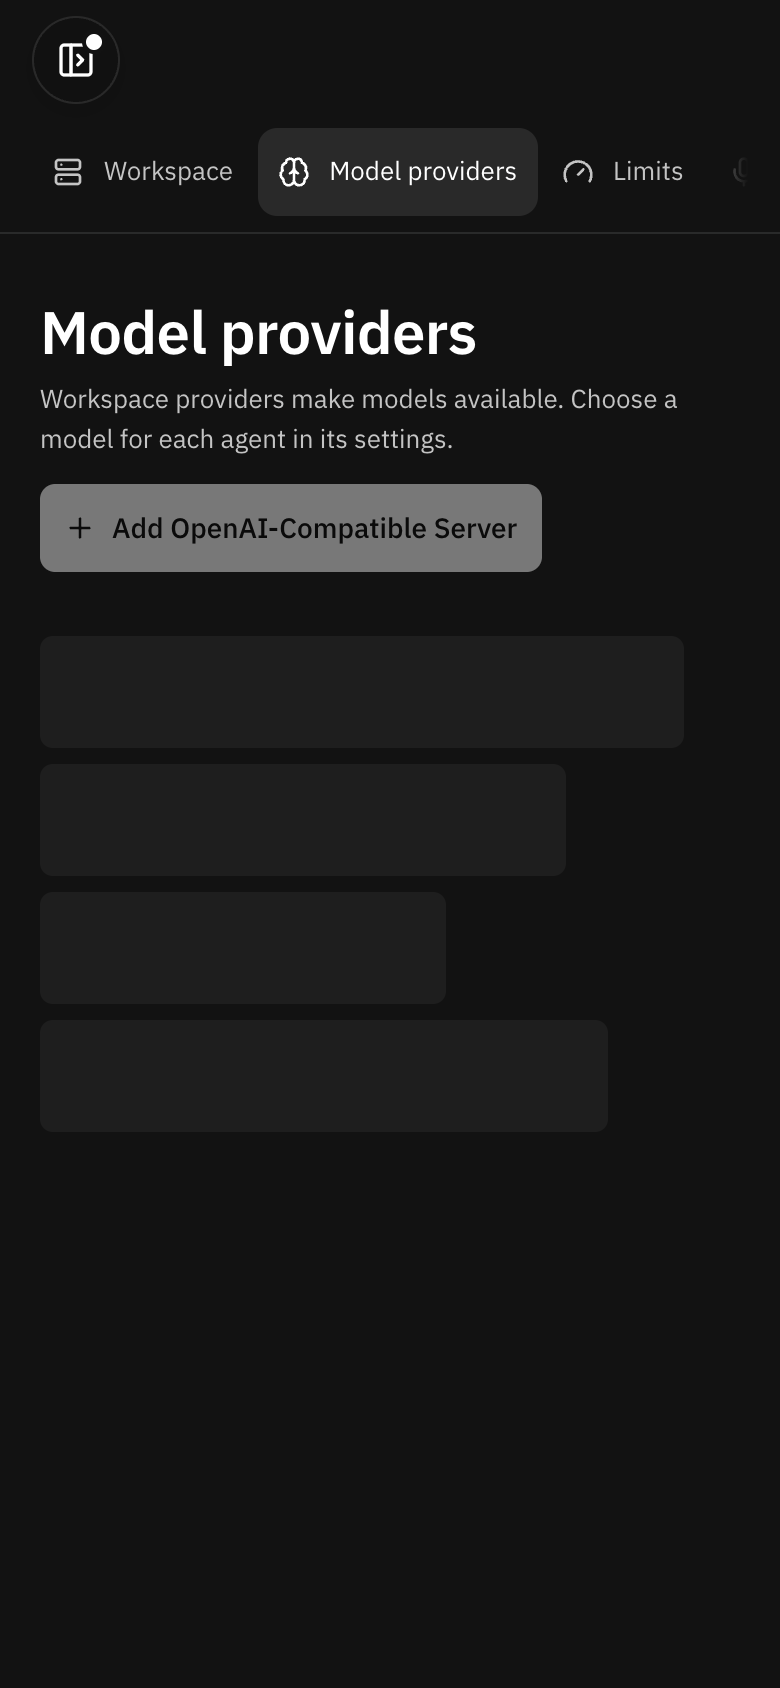 Workspace
Model providers
Limits
Model providers
Workspace providers make models available. Choose a
model for each agent in its settings.
Add OpenAI-Compatible Server